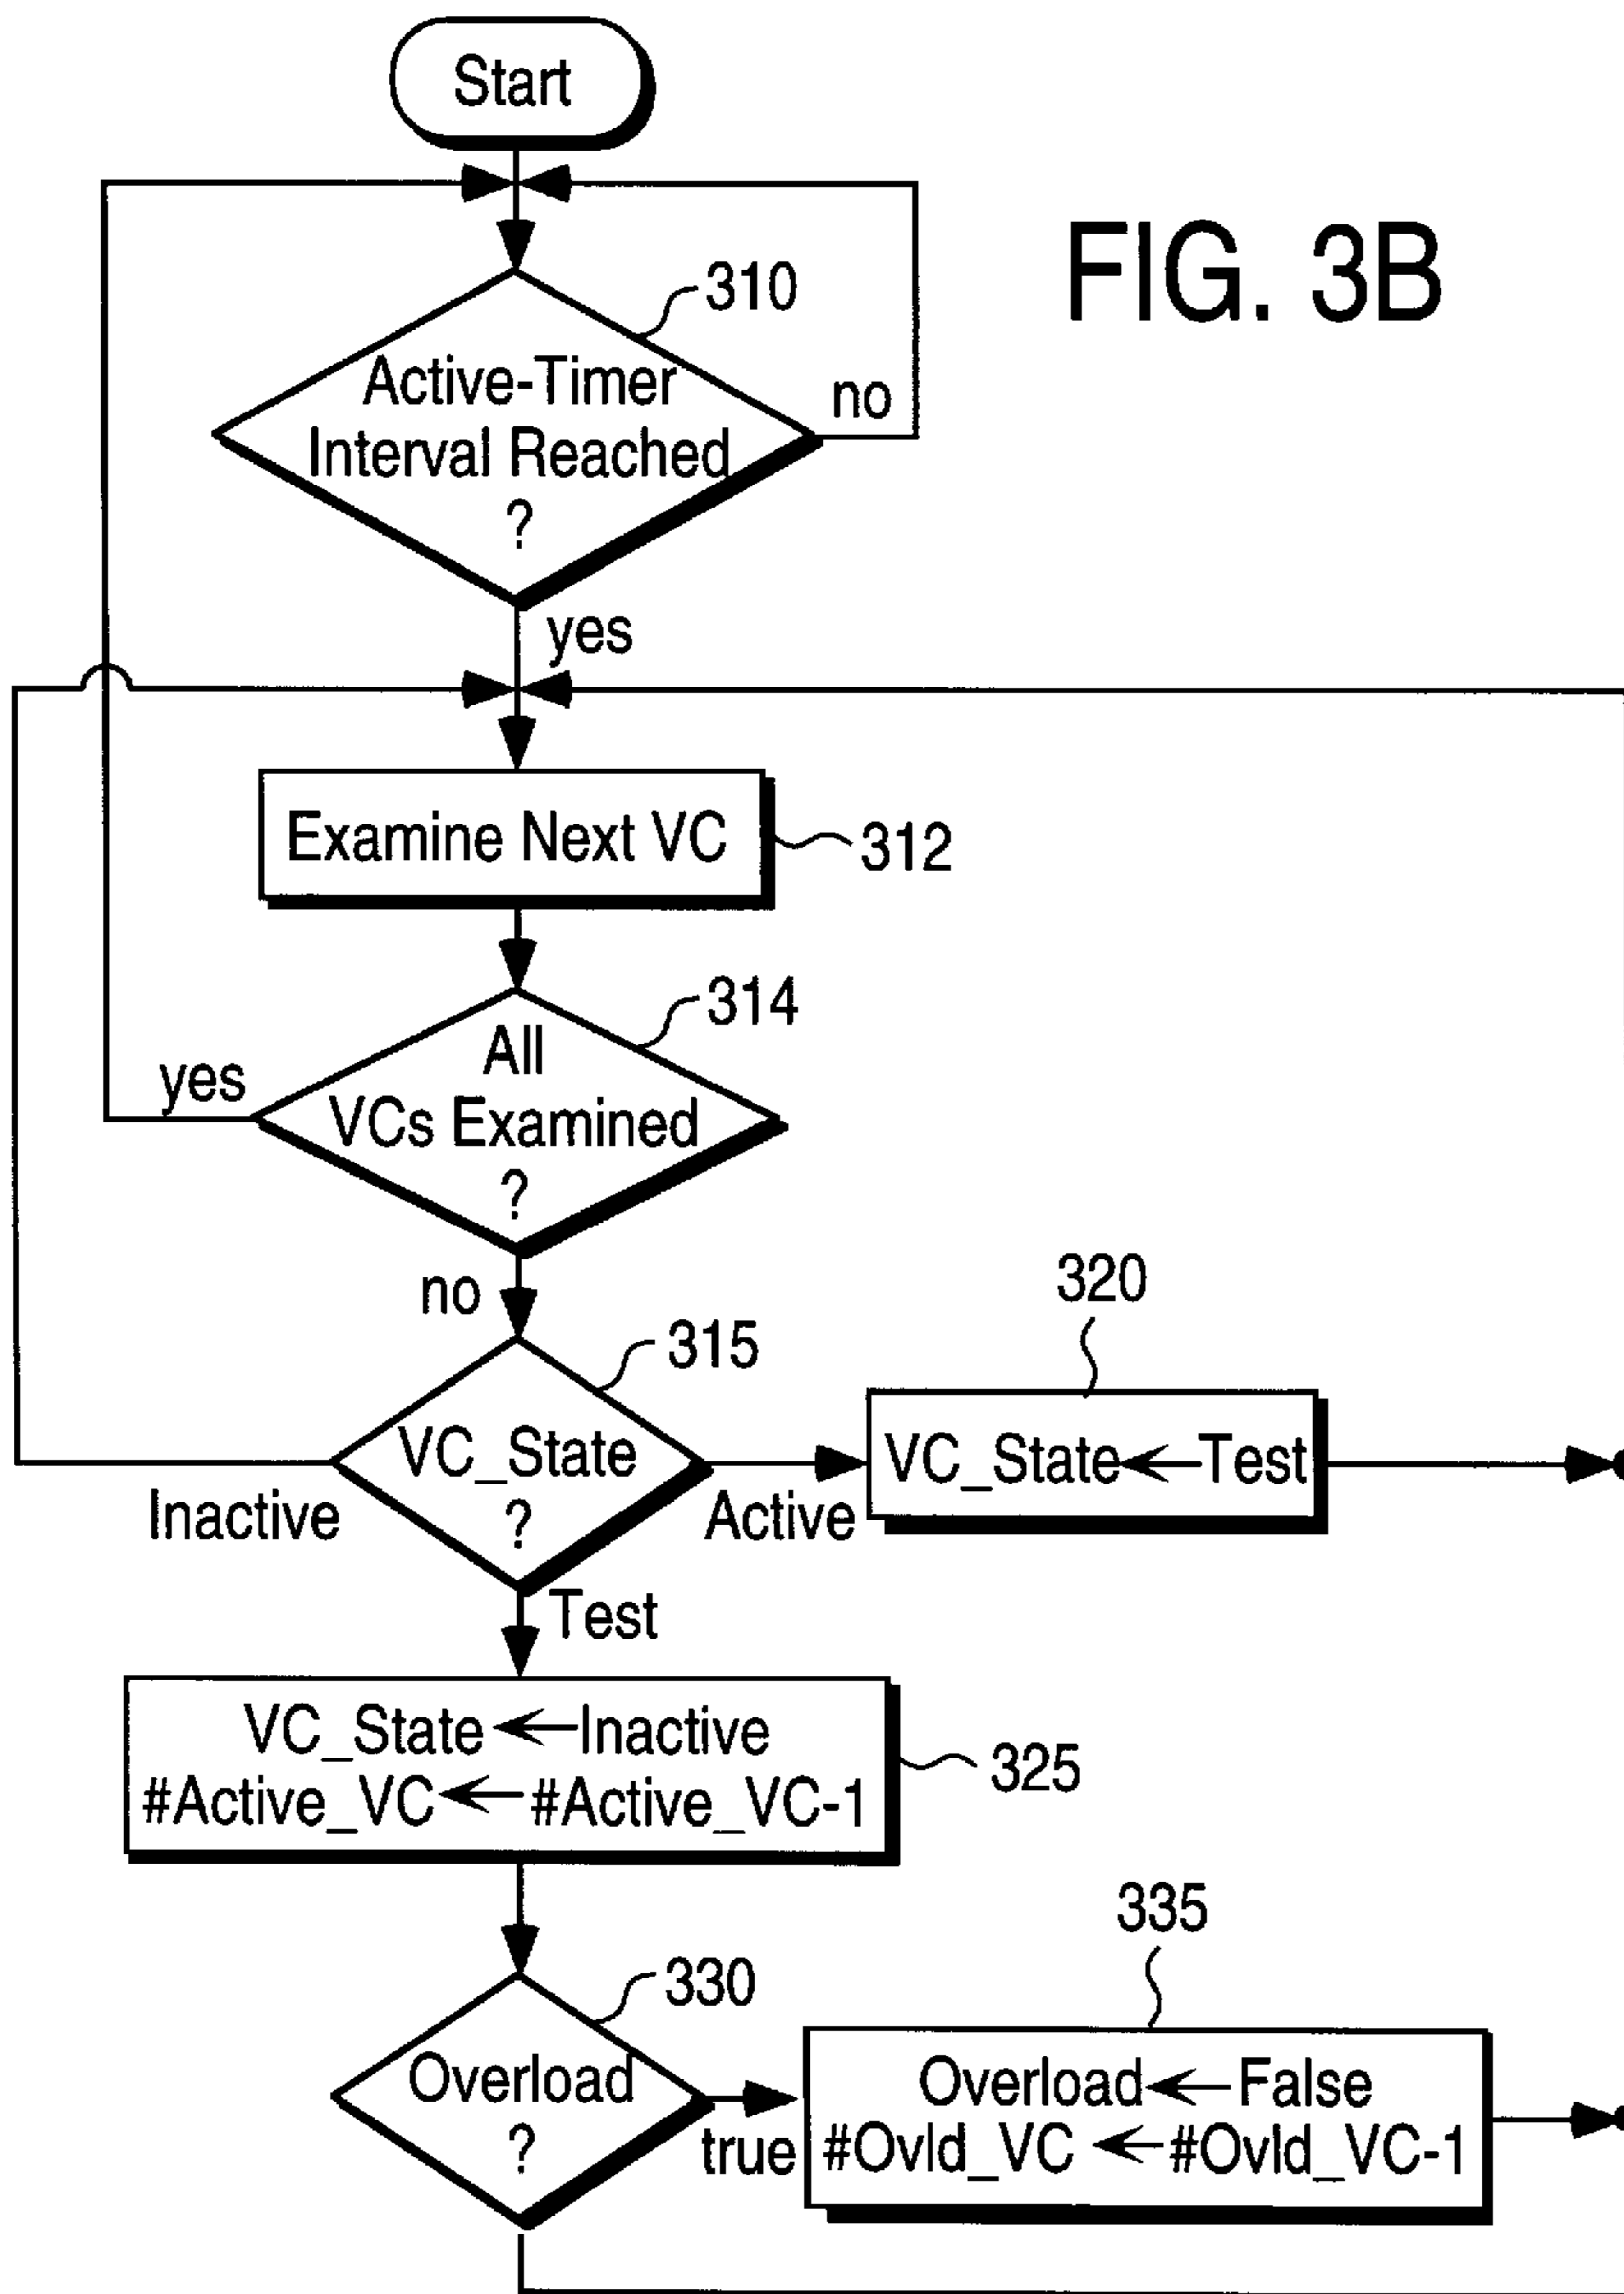 Start
FIG. 3B
310
Active-Timer
Interval Reached
?
no
yes
Examine Next VC
312
314
All
VCs Examined
?
yes
no
315
320
VC_State
?
VC_State←Test
Inactive
Active
Test
VC_State←Inactive
#Active_VC←#Active_VC-1
325
330
335
Overload
?
true
Overload←False
#Ovld_VC←#Ovld_VC-1